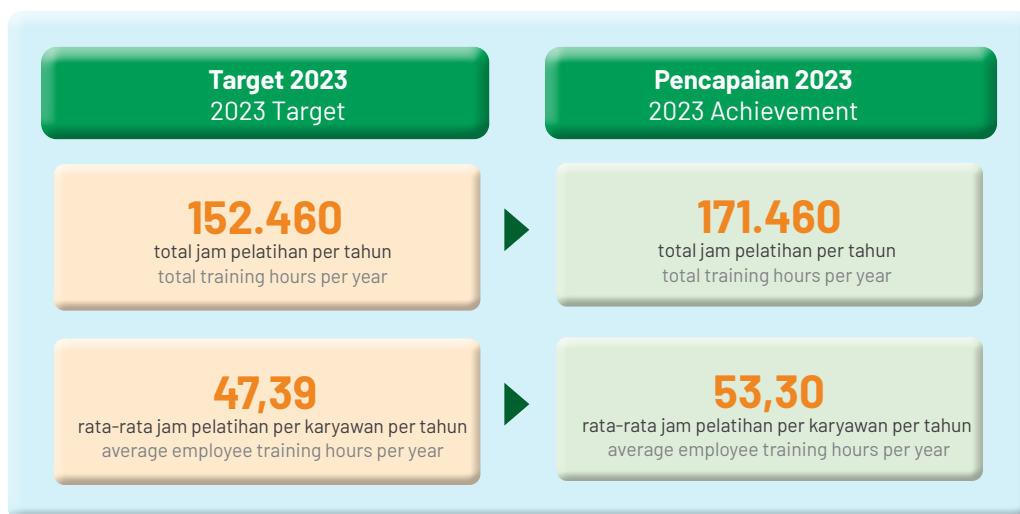 Target 2023
2023 Target
Pencapaian 2023
2023 Achievement
152.460
total jam pelatihan per tahun
total training hours per year
171.460
total jam pelatihan per tahun
total training hours per year
47,39
rata-rata jam pelatihan per karyawan per tahun
average employee training hours per year
53,30
rata-rata jam pelatihan per karyawan per tahun
average employee training hours per year